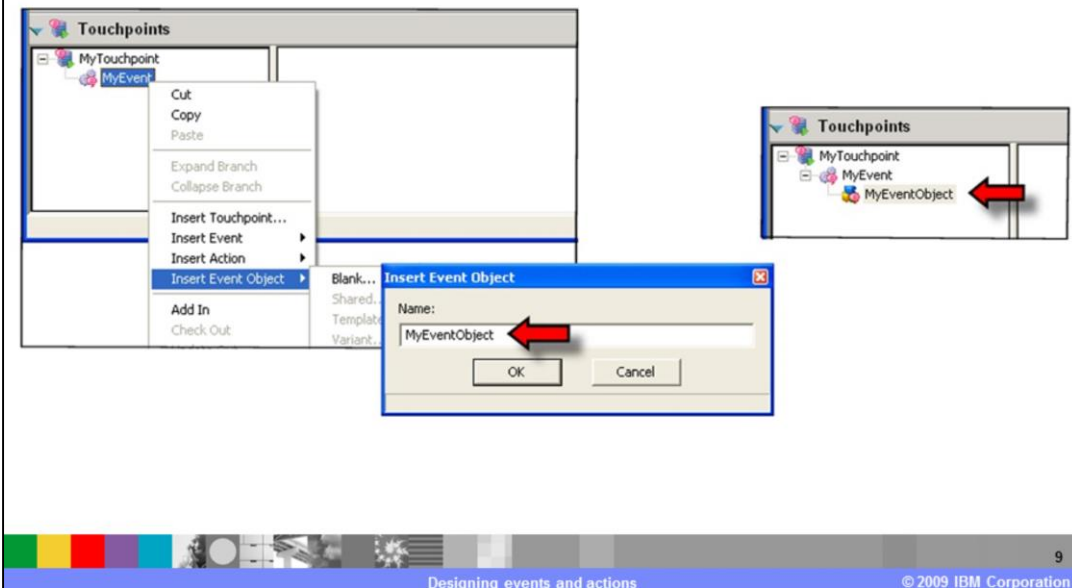 Touchpoints
MyTouchpoint
MyEvent
Cut
Copy
Paste
Expand Branch
Collapse Branch
Insert Touchpoint...
Insert Event
Insert Action
Insert Event Object
Add In
Check Out
Blank...
Shared..
Template
Variant..
Insert Event Object
Name:
MyEventObject
OK
Cancel
Touchpoints
MyTouchpoint
MyEvent
MyEventObject
9
Designing events and actions
© 2009 IBM Corporation